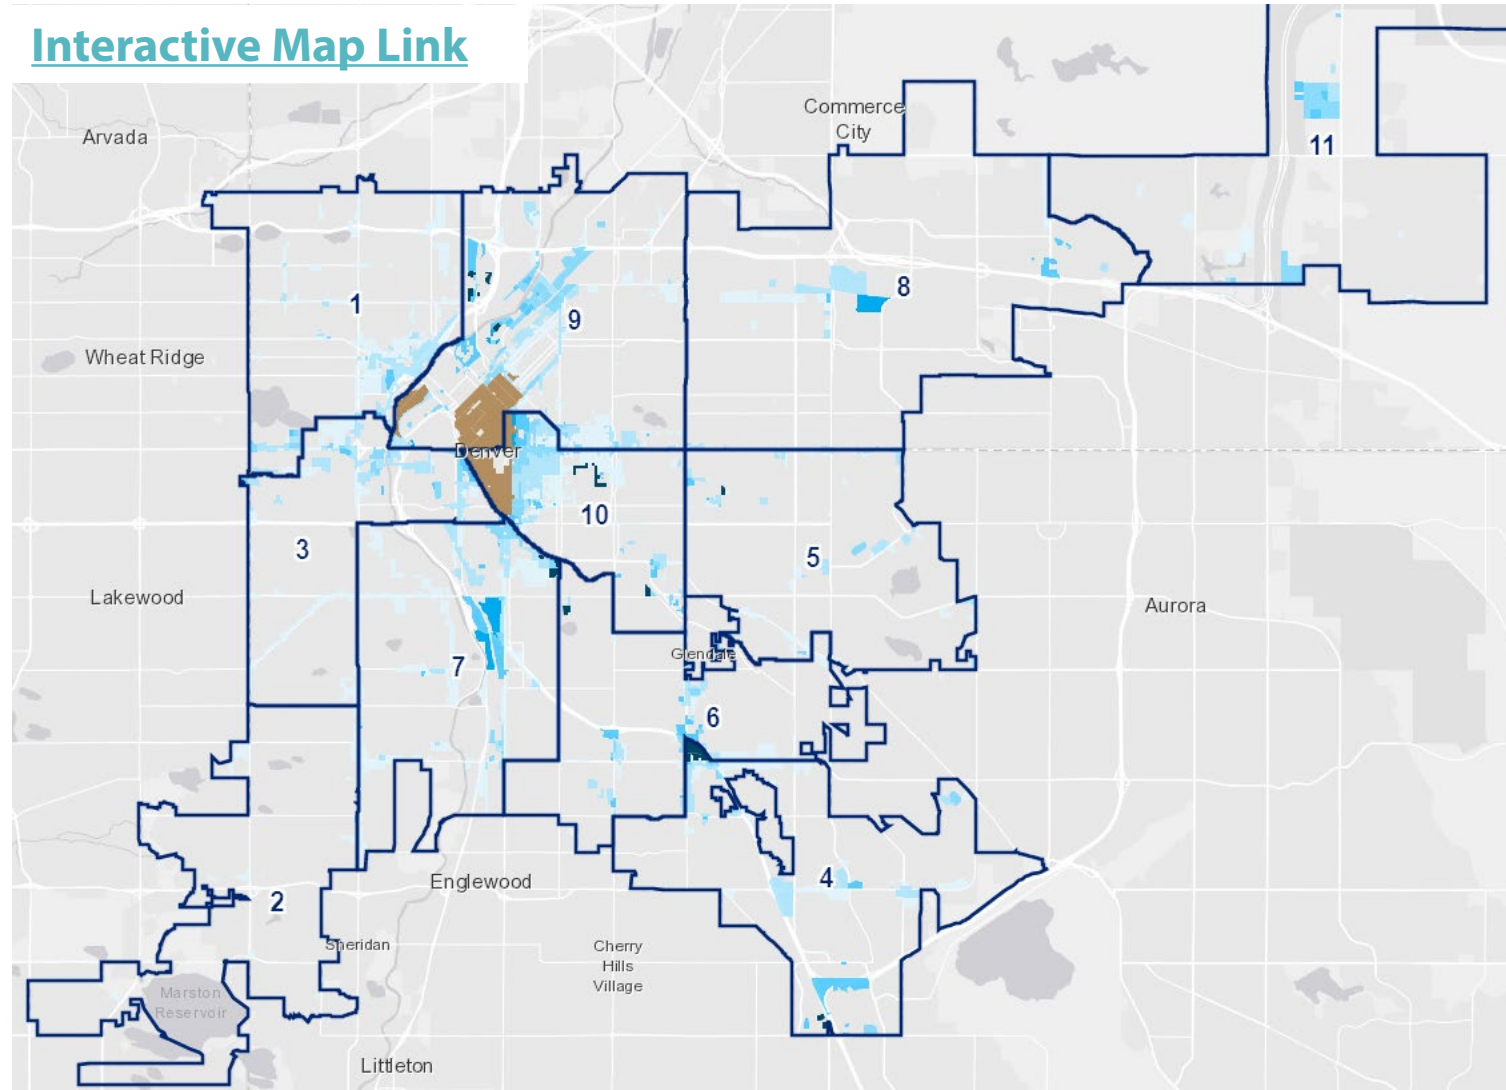 Interactive Map Link
Commerce
City
Arvada
11
8
1
9
Wheat Ridge
Denver
10
3
5
Lakewood
Aurora
Glendale
7
6
Englewood
4
2
Sheridan
Cherry
Hills
Village
Marston
Reservoir
Littleton